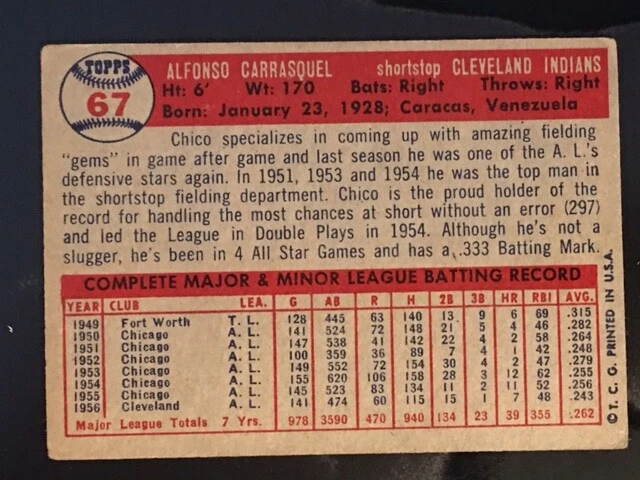 TOPPS
67
ALFONSO CARRASQUEL shortstop CLEVELAND INDIANS
Ht: 6' Wt: 170 Bats: Right Throws: Right
Born: January 23, 1928; Caracas, Venezuela
Chico specializes in coming up with amazing fielding
"gems" in game after game and last season he was one of the A. L.'s
defensive stars again. In 1951, 1953 and 1954 he was the top man in
the shortstop fielding department. Chico is the proud holder of the
record for handling the most chances at short without an error (297)
and led the League in Double Plays in 1954. Although he's not a
slugger, he's been in 4 All Star Games and has a .333 Batting Mark.
COMPLETE MAJOR & MINOR LEAGUE BATTING RECORD
YEAR CLUB LEA. G AB R H 2B 3B HR RBI AVG.
1949 Fort Worth T. L. 128 445 63 140 13 9 6 69 .315
1950 Chicago A. L. 141 524 72 148 21 5 4 46 .282
1951 Chicago A. L. 147 538 41 142 22 4 2 58 .264
1952 Chicago A. L. 100 359 36 89 7 4 1 42 .248
1953 Chicago A. L. 149 552 72 154 30 4 2 47 .279
1954 Chicago A. L. 155 620 106 158 28 3 12 62 .255
1955 Chicago A. L. 145 523 83 134 11 2 11 52 .256
1956 Cleveland A. L. 141 474 60 115 15 1 7 48 .243
Major League Totals 7 Yrs. 978 3590 470 940 134 23 39 355 .262
© T. C. G. PRINTED IN U.S.A.